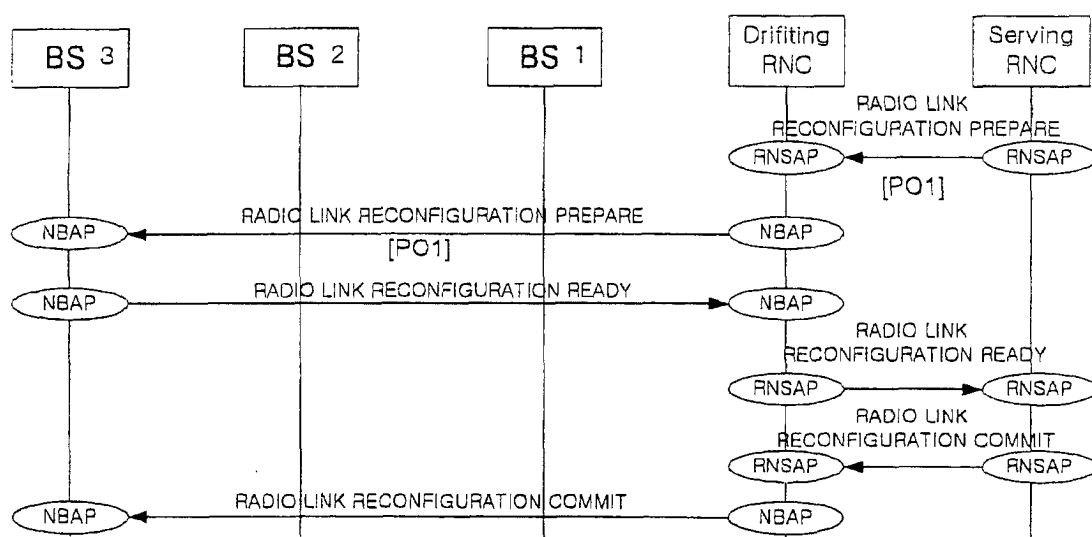 BS 3
BS 2
BS 1
Drifiting
RNC
Serving
RNC
RADIO LINK
RECONFIGURATION PREPARE
RNSAP
RNSAP
[PO1]
RADIO LINK RECONFIGURATION PREPARE
NBAP
NBAP
[PO1]
RADIO LINK RECONFIGURATION READY
NBAP
NBAP
RADIO LINK
RECONFIGURATION READY
RNSAP
RNSAP
RADIO LINK
RECONFIGURATION COMMIT
RNSAP
RNSAP
RADIO LINK RECONFIGURATION COMMIT
NBAP
NBAP